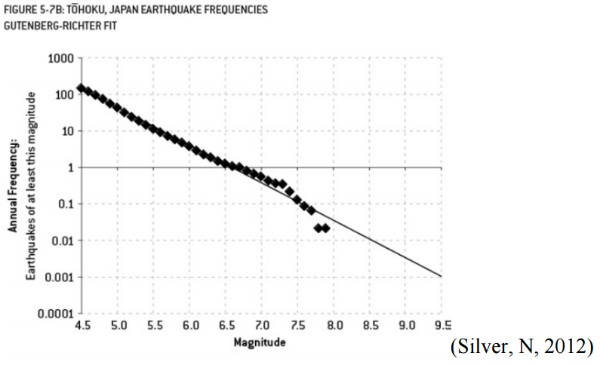 FIGURE 5-7B: TŌHOKU, JAPAN EARTHQUAKE FREQUENCIES
GUTENBERG-RICHTER FIT
Annual Frequency:
Earthquakes of at least this magnitude
1000
100
10
1
0.1
0.01
0.001
0.0001
4.5 5.0 5.5 6.0 6.5 7.0 7.5 8.0 8.5 9.0 9.5
Magnitude
(Silver, N, 2012)